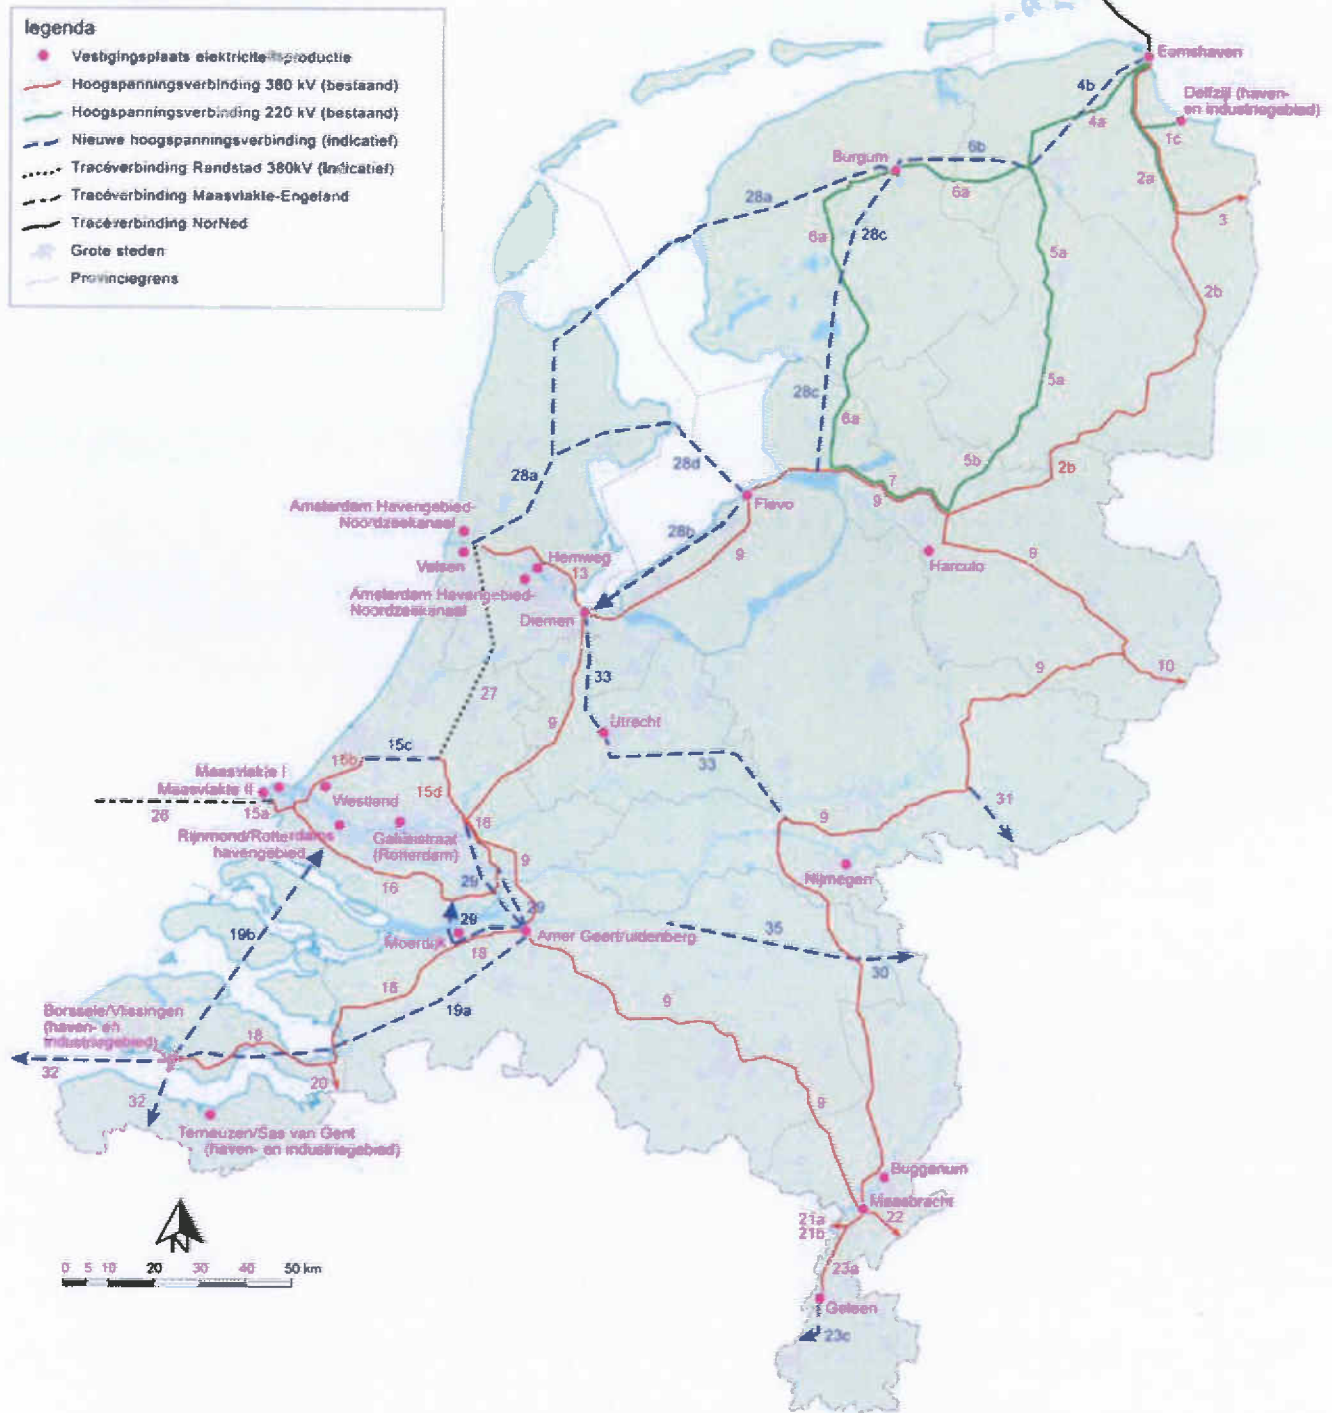 legenda
Vestigingsplaats elektriciteitsproductie
Hoogspanningsverbinding 380 kV (bestaand)
Hoogspanningsverbinding 220 kV (bestaand)
Nieuwe hoogspanningsverbinding (indicatief)
Tracéverbinding Randstad 380kV (indicatief)
Tracéverbinding Maasvlakte-Engeland
Tracéverbinding NorNed
Grote steden
Provinciegrens
Eemshaven
4b
Delfzijl (haven-
en industriegebied)
4a
1c
6b
Burgum
2a
6a
28a
3
6a
28c
5a
2b
5a
28c
6a
5b
2b
28d
28a
7
9
Flevo
Amsterdam Havengebied-
Noordzeekanaal
28b
9
Velsen
Hemweg
13
9
Harculo
Amsterdam Havengebied-
Noordzeekanaal
Diemen
9
10
33
27
9
Utrecht
15c
15b
33
Maasvlakte I
Maasvlakte II
15d
31
Westland
26
15a
16
9
Rijnmond/Rotterdams
havengebied
Galileistraat
(Rotterdam)
9
Nijmegen
16
29
29
29
19b
Moerdijk
Amer Geertruidenberg
35
18
30
18
9
19a
Borssele/Vlissingen
(haven- en
industriegebied)
18
32
20
32
9
Terneuzen/Sas van Gent
(haven- en industriegebied)
Buggenum
Maasbracht
21a
22
21b
N
23a
0 5 10 20 30 40 50 km
Geleen
23c